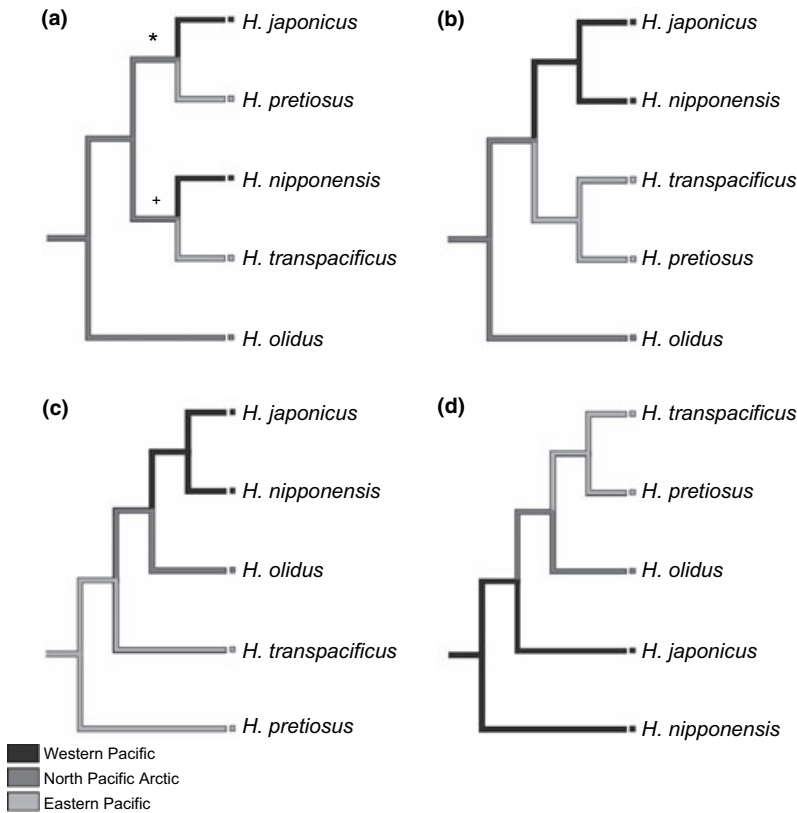 (a)
*
H. japonicus
H. pretiosus
+
H. nipponensis
H. transpacificus
H. olidus
(b)
H. japonicus
H. nipponensis
H. transpacificus
H. pretiosus
H. olidus
(c)
H. japonicus
H. nipponensis
H. olidus
H. transpacificus
H. pretiosus
(d)
H. transpacificus
H. pretiosus
H. olidus
H. japonicus
H. nipponensis
Western Pacific
North Pacific Arctic
Eastern Pacific